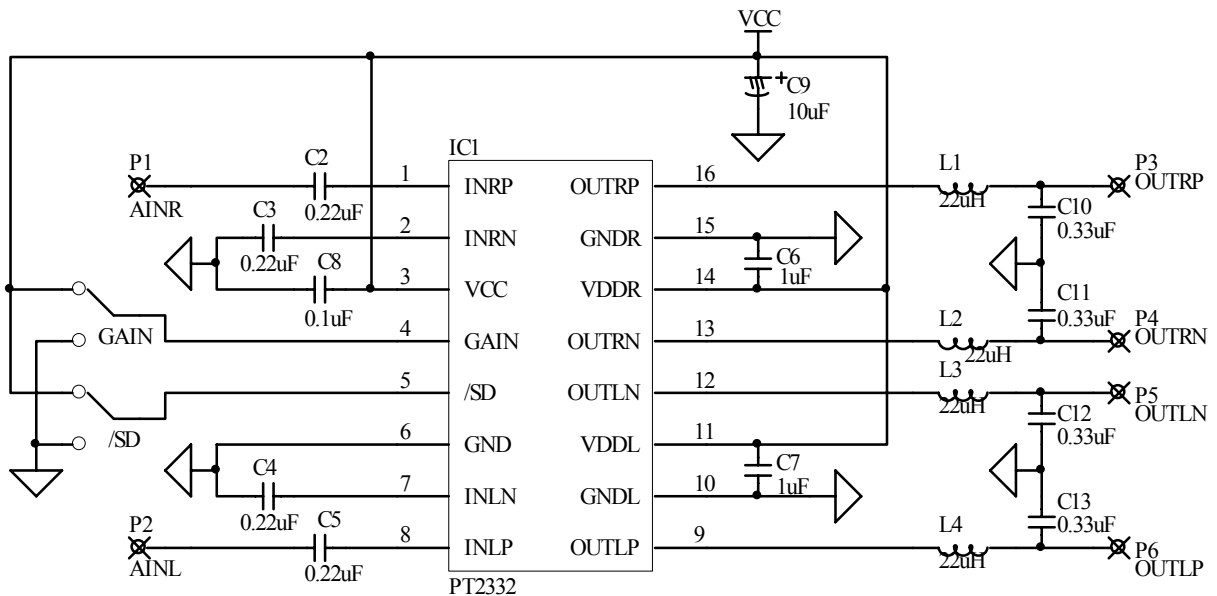 VCC
C9
10uF
IC1
P1
C2
1
INRP
OUTRP
16
L1
P3
OUTRP
AINR
0.22uF
22uH
C10
0.33uF
C3
2
INRN
GNDR
15
0.22uF
C6
1uF
C8
3
VCC
VDDR
14
0.1uF
C11
0.33uF
GAIN
4
GAIN
OUTRN
13
L2
22uH
P4
OUTRN
5
/SD
OUTLN
12
L3
22uH
P5
OUTLN
/SD
C12
0.33uF
6
GND
VDDL
11
C4
0.22uF
7
INLN
GNDL
10
C7
1uF
C13
0.33uF
P2
AINL
C5
0.22uF
8
INLP
OUTLP
9
L4
22uH
P6
OUTLP
PT2332